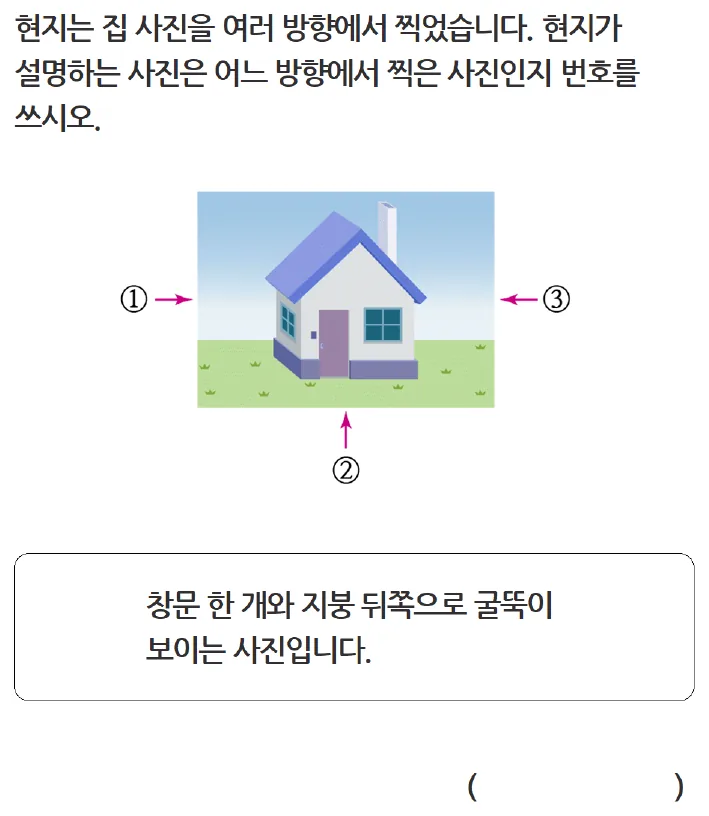 현지는 집 사진을 여러 방향에서 찍었습니다. 현지가
설명하는 사진은 어느 방향에서 찍은 사진인지 번호를
쓰시오.
①
③
②
창문 한 개와 지붕 뒤쪽으로 굴뚝이
보이는 사진입니다.
( )